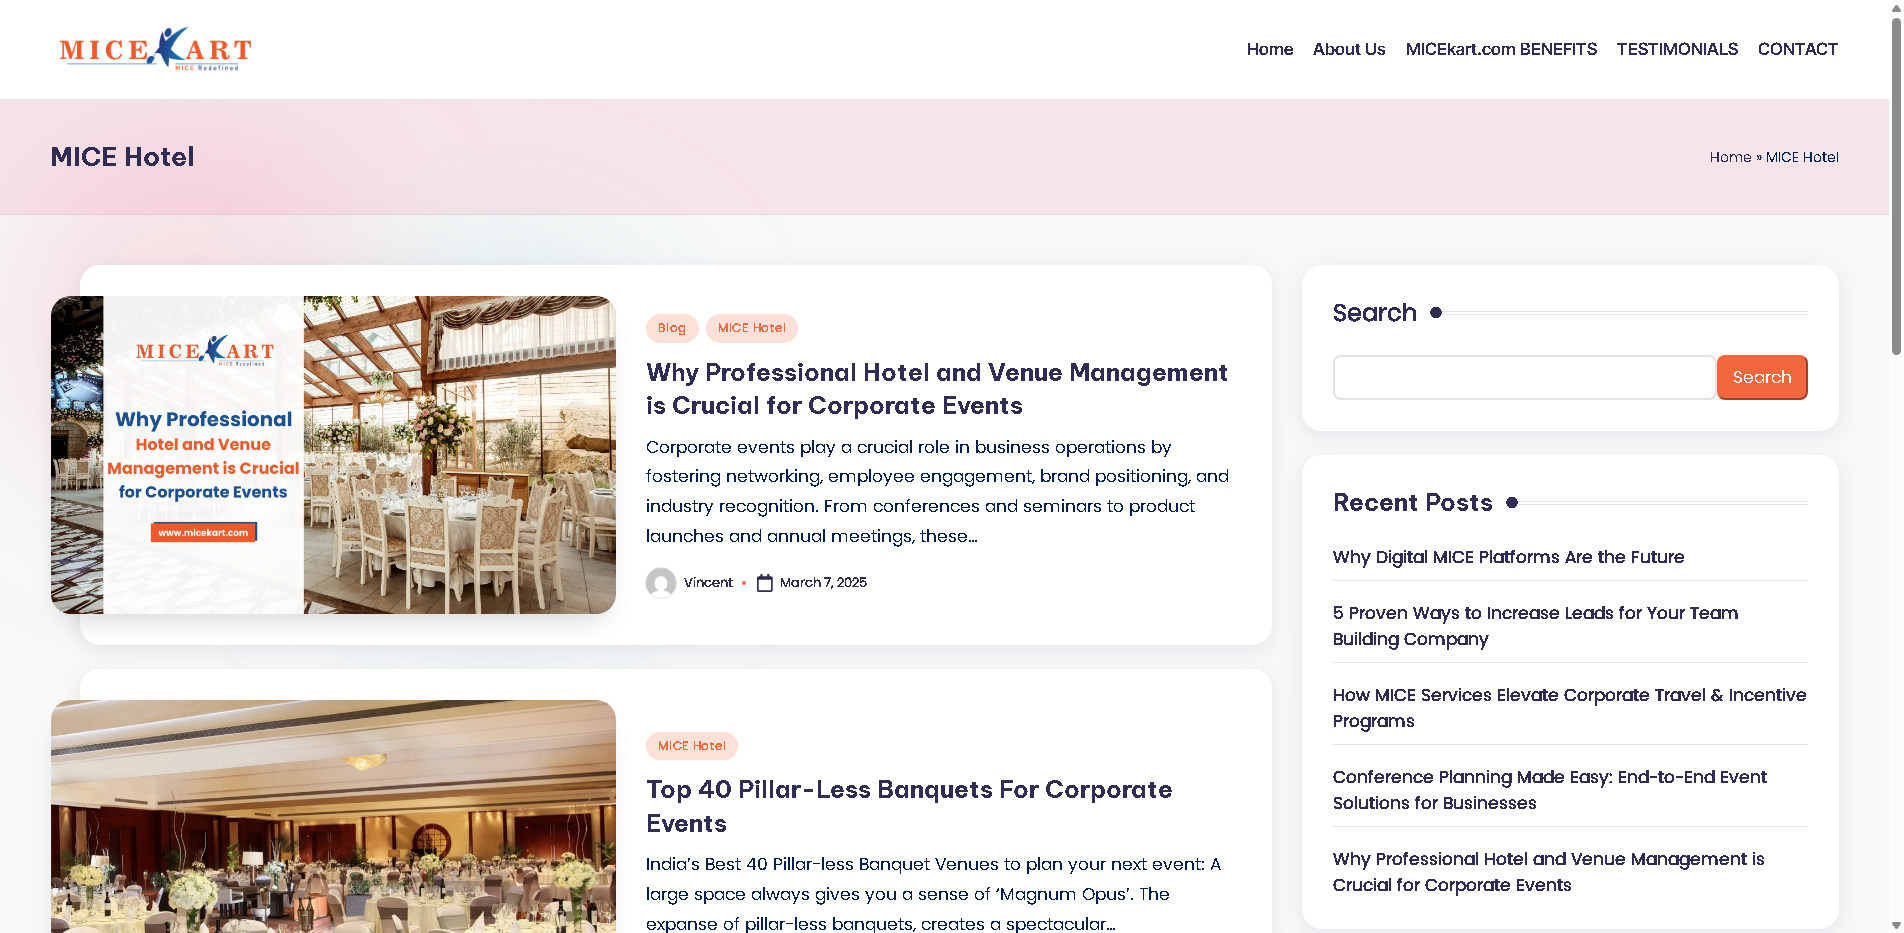 MICEKART
MICE Redefined
Home
About Us
MICEkart.com BENEFITS
TESTIMONIALS
CONTACT
MICE Hotel
Home » MICE Hotel
MICEKART
MICE Redefined
Why Professional
Hotel and Venue
Management is Crucial
for Corporate Events
www.micekart.com
Blog
MICE Hotel
Why Professional Hotel and Venue Management
is Crucial for Corporate Events
Corporate events play a crucial role in business operations by
fostering networking, employee engagement, brand positioning, and
industry recognition. From conferences and seminars to product
launches and annual meetings, these…
Vincent
March 7, 2025
MICE Hotel
Top 40 Pillar-Less Banquets For Corporate
Events
India’s Best 40 Pillar-less Banquet Venues to plan your next event: A
large space always gives you a sense of ‘Magnum Opus’. The
expanse of pillar-less banquets, creates a spectacular…
Search
Search
Recent Posts
Why Digital MICE Platforms Are the Future
5 Proven Ways to Increase Leads for Your Team
Building Company
How MICE Services Elevate Corporate Travel & Incentive
Programs
Conference Planning Made Easy: End-to-End Event
Solutions for Businesses
Why Professional Hotel and Venue Management is
Crucial for Corporate Events